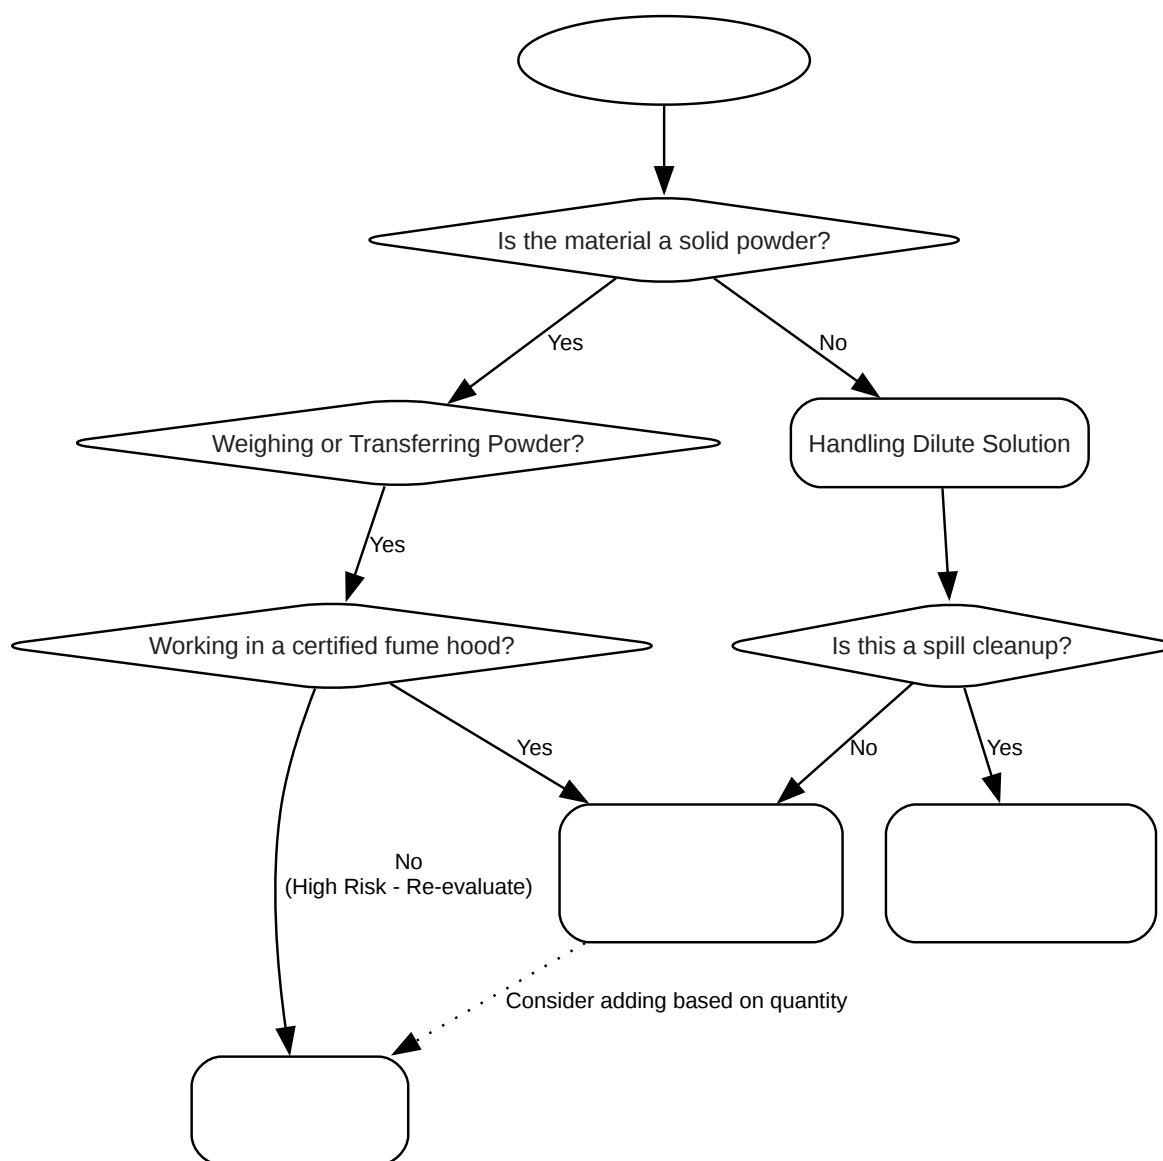 Is the material a solid powder?
Yes
No
Weighing or Transferring Powder?
Handling Dilute Solution
Yes
Working in a certified fume hood?
Is this a spill cleanup?
Yes
No
Yes
No
(High Risk - Re-evaluate)
Consider adding based on quantity